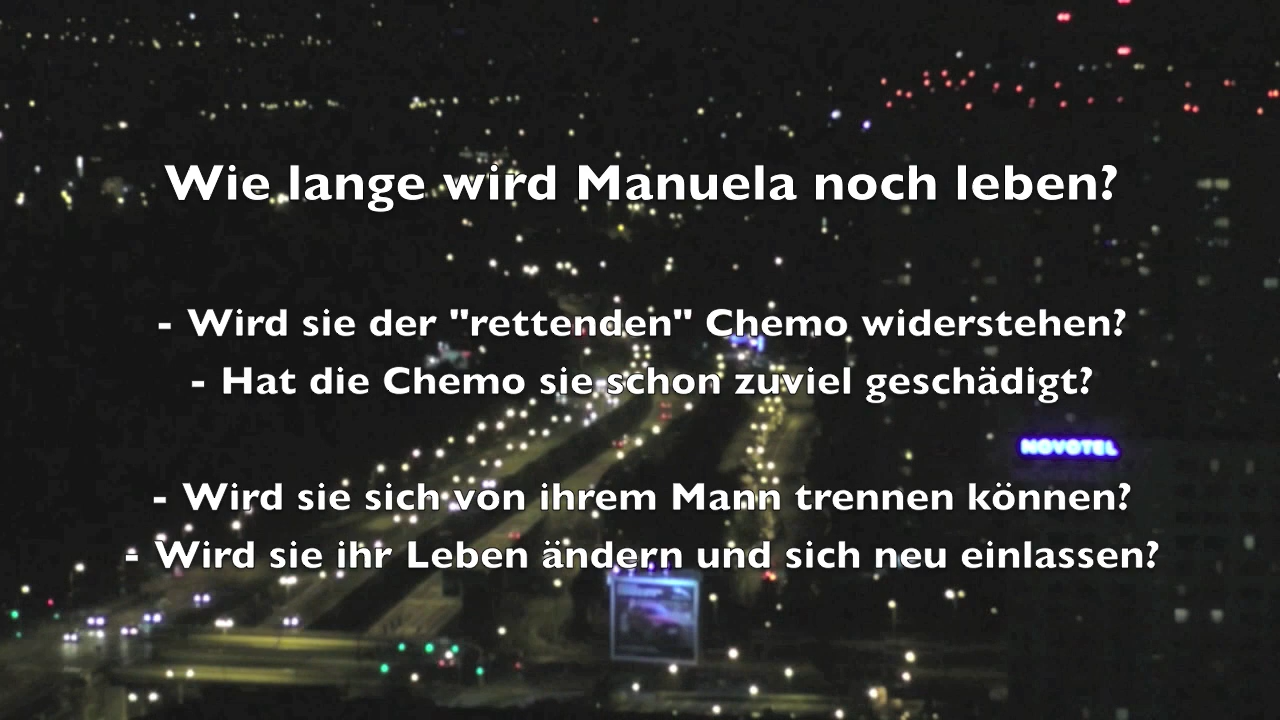 Wie lange wird Manuela noch leben?
- Wird sie der "rettenden" Chemo widerstehen?
- Hat die Chemo sie schon zuviel geschädigt?
NOVOTEL
- Wird sie sich von ihrem Mann trennen können?
- Wird sie ihr Leben ändern und sich neu einlassen?